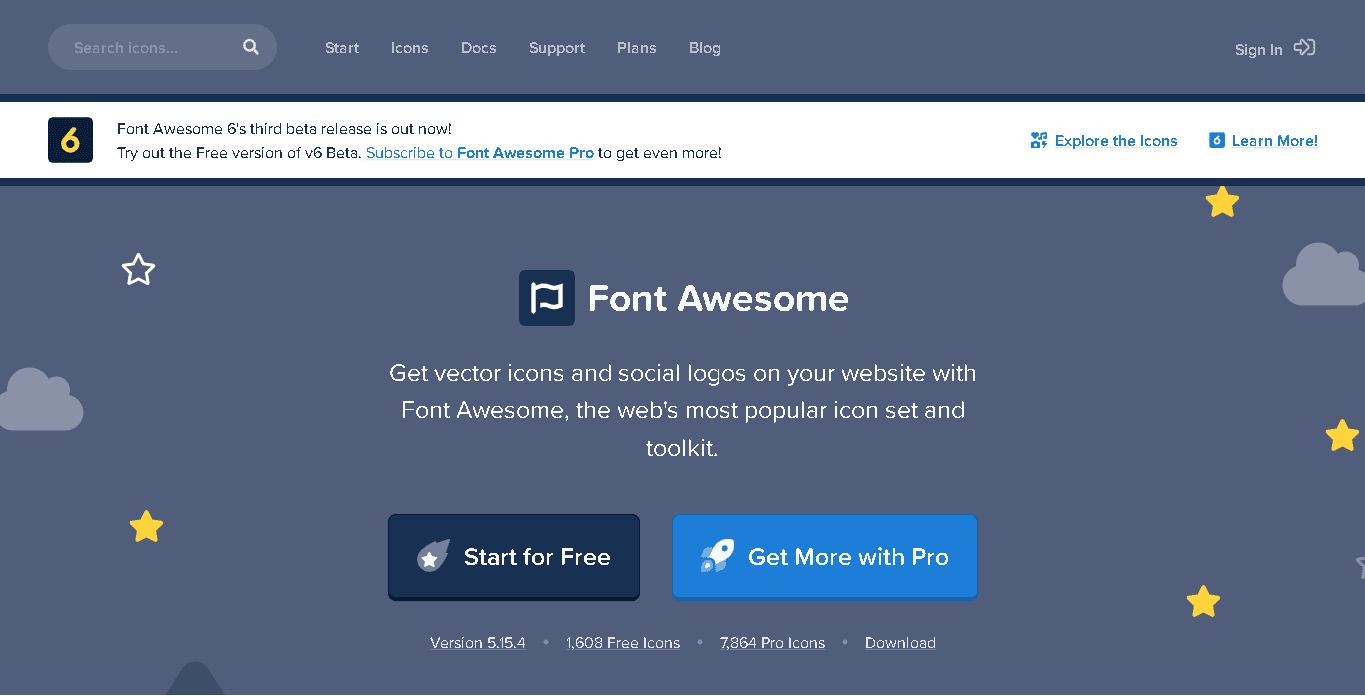 Search icons...
Start
Icons
Docs
Support
Plans
Blog
Sign In
6
Font Awesome 6's third beta release is out now!
Try out the Free version of v6 Beta. Subscribe to Font Awesome Pro to get even more!
Explore the Icons
6
Learn More!
Font Awesome
Get vector icons and social logos on your website with
Font Awesome, the web's most popular icon set and
toolkit.
Start for Free
Get More with Pro
Version 5.15.4 • 1,608 Free Icons • 7,864 Pro Icons • Download